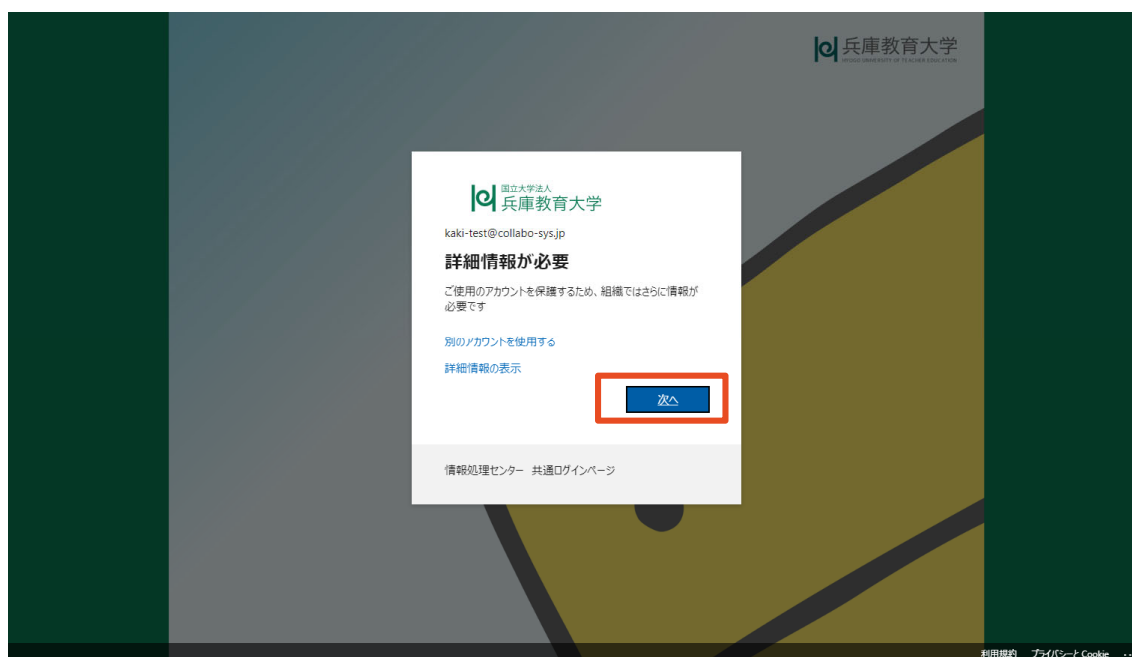 兵庫教育大学
HYOGO UNIVERSITY OF TEACHER EDUCATION
国立大学法人
兵庫教育大学
kaki-test@collabo-sys.jp
詳細情報が必要
ご使用のアカウントを保護するため、組織ではさらに情報が
必要です
別のアカウントを使用する
詳細情報の表示
次へ
情報処理センター 共通ログインページ
利用規約 プライバシーと Cookie ...